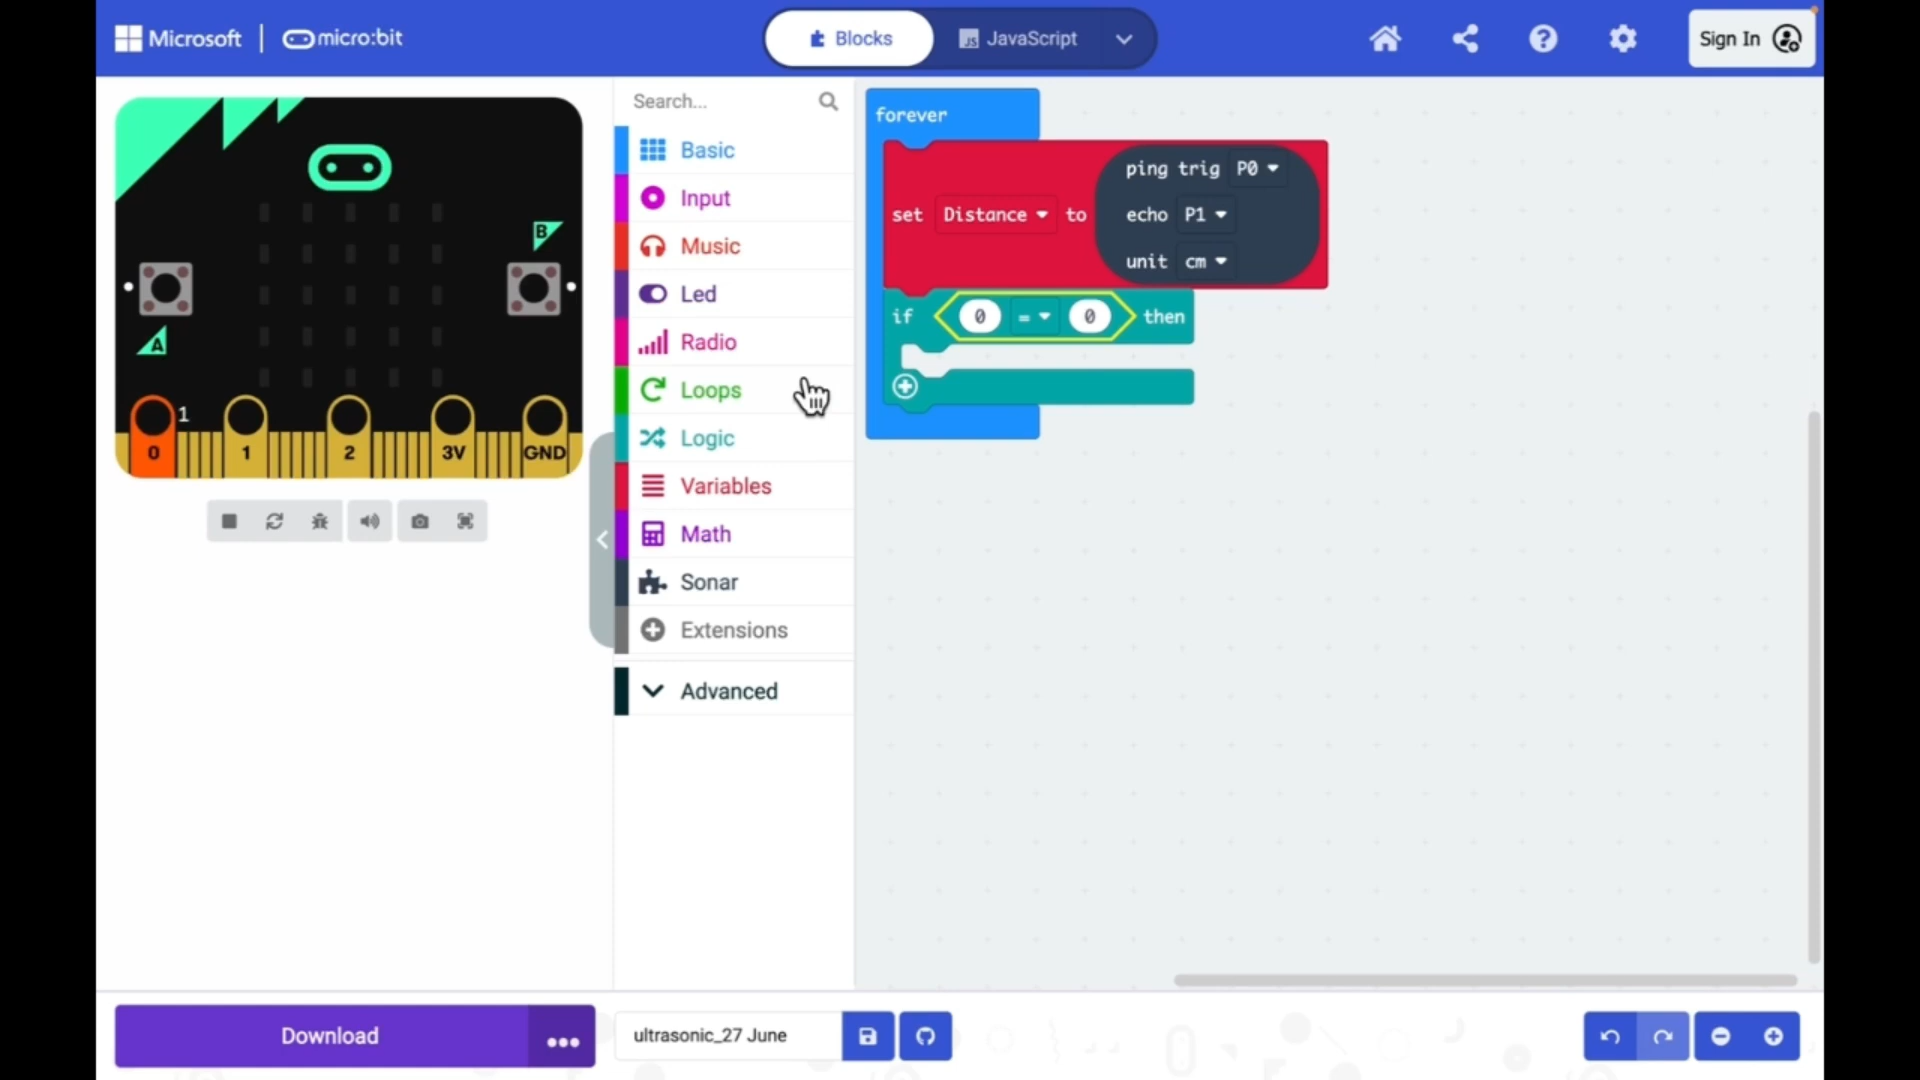 Microsoft | micro:bit
Blocks
JavaScript
Sign In
B
A
1
0 1 2 3V GND
Search...
Basic
Input
Music
Led
Radio
Loops
Logic
Variables
Math
Sonar
Extensions
Advanced
forever
set Distance to
ping trig P0
echo P1
unit cm
if 0 = 0 then
Download
ultrasonic_27 June